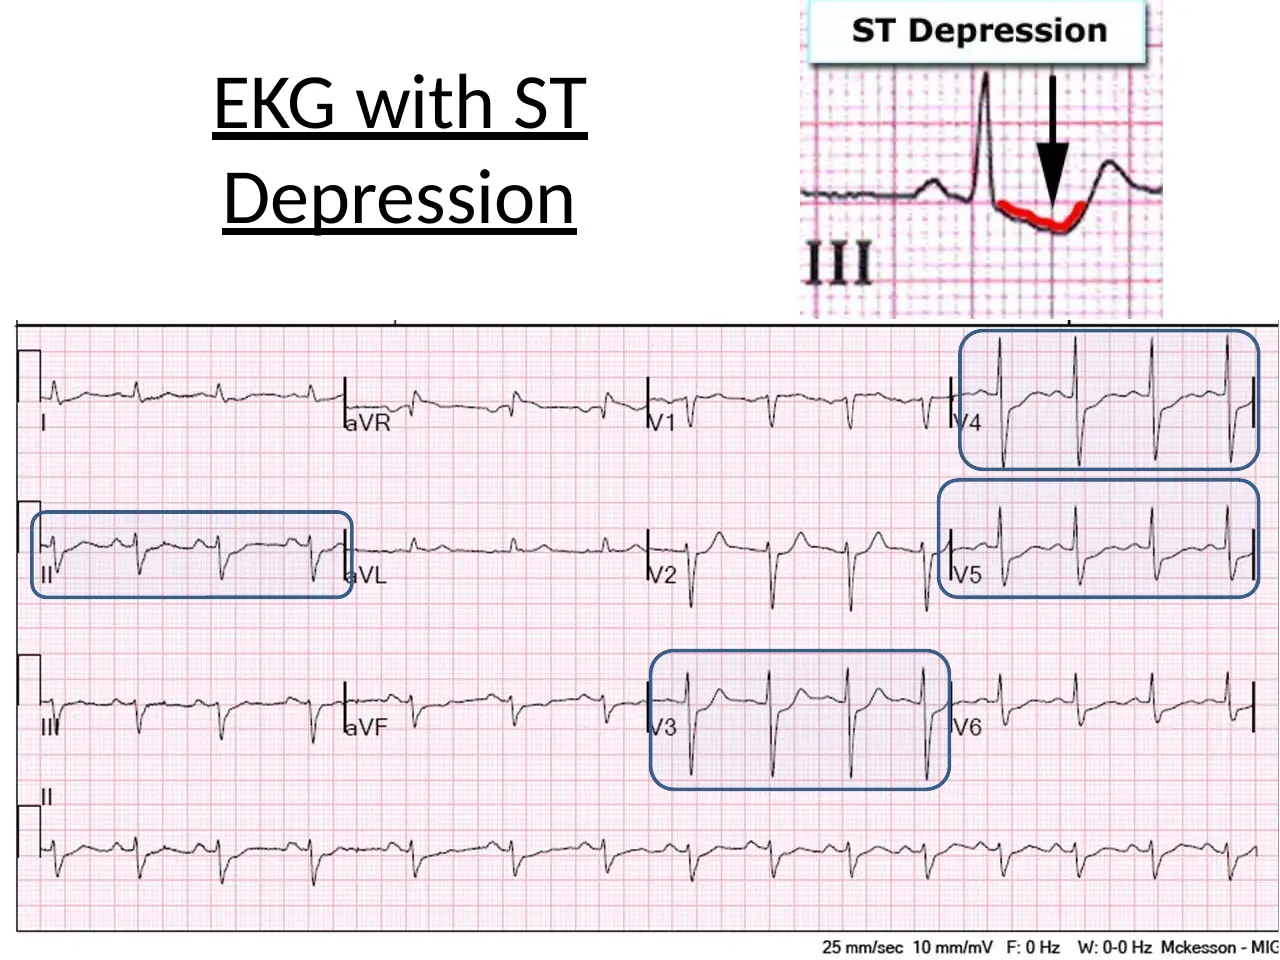 EKG with ST
Depression
ST Depression
III
I
aVR
V1
V4
II
aVL
V2
V5
III
aVF
V3
V6
II
25 mm/sec 10 mm/mV F: 0 Hz W: 0-0 Hz Mckesson - MIG